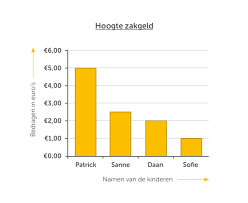 Hoogte zakgeld
€6,00
€5,00
€4,00
€3,00
€2,00
€1,00
€0,00
Bedragen in euro's
Patrick Sanne Daan Sofie
Namen van de kinderen